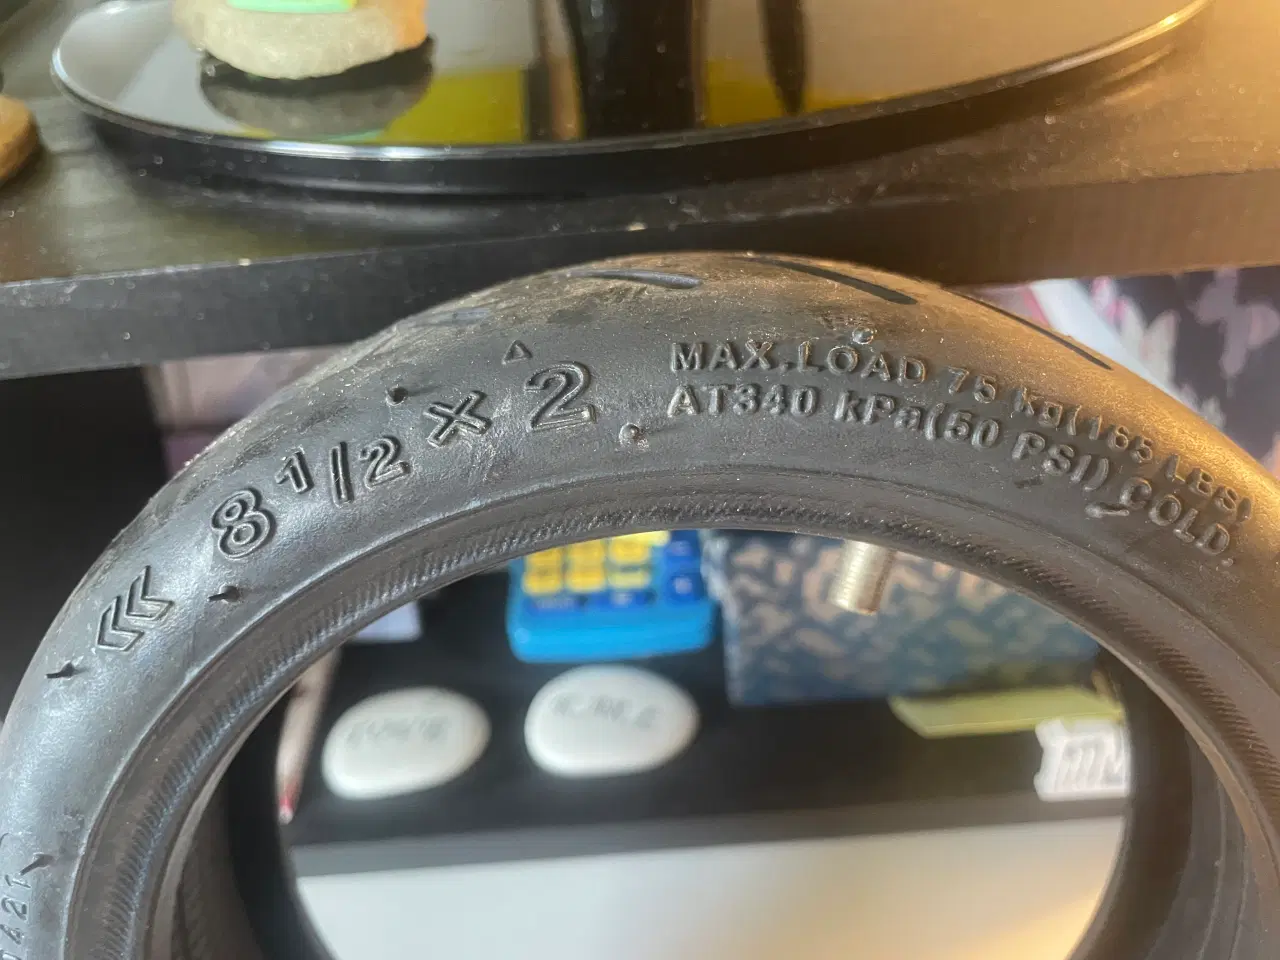 8 1/2 x 2
MAX.LOAD 75 kg(165 LBS)
AT340 kPa(50 PSI) COLD.